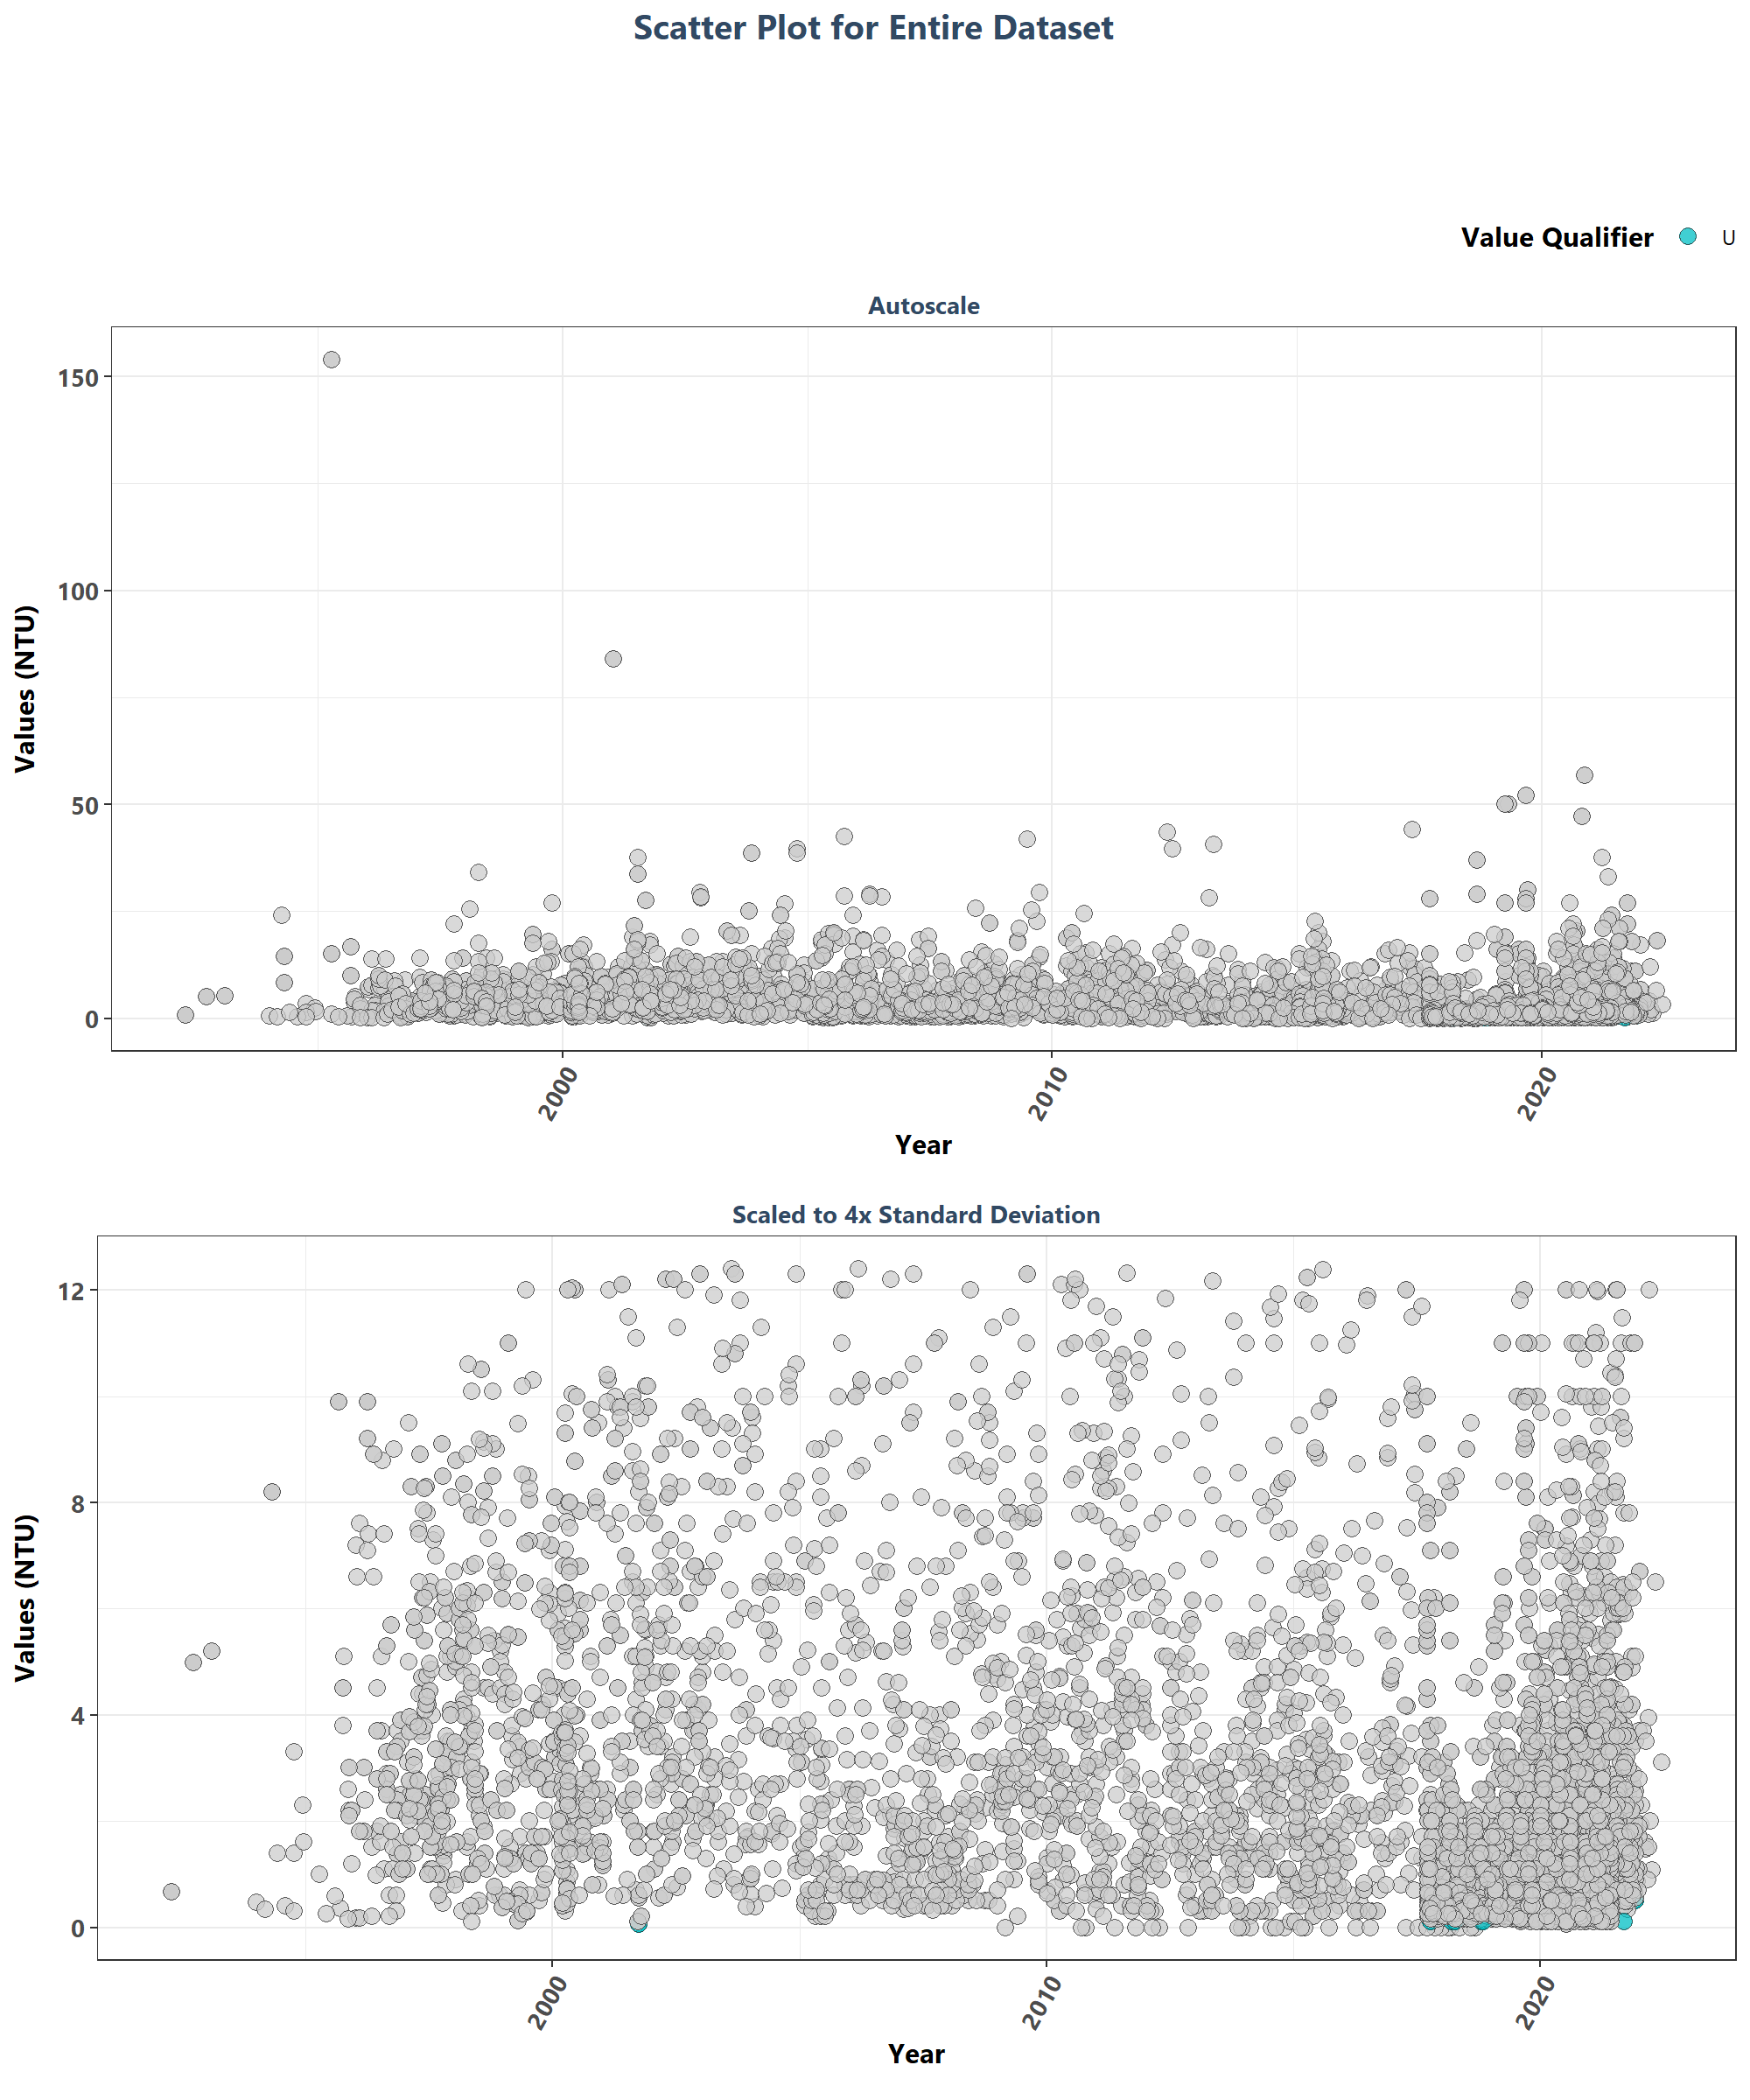 Scatter Plot for Entire Dataset
Value Qualifier U
Autoscale
150
100
50
0
Values (NTU)
2000 2010 2020
Year
Scaled to 4x Standard Deviation
12
8
4
0
Values (NTU)
2000 2010 2020
Year